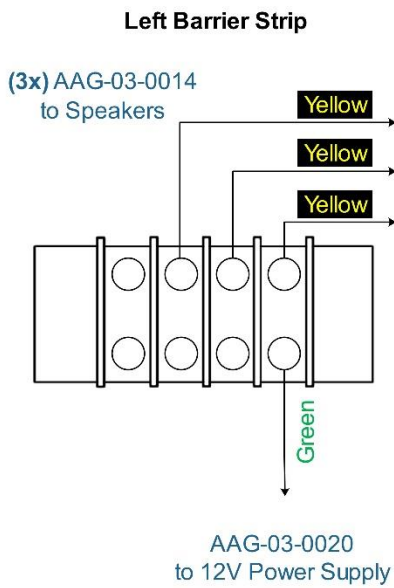 Left Barrier Strip
(3x) AAG-03-0014
to Speakers
Yellow
Yellow
Yellow
Green
AAG-03-0020
to 12V Power Supply